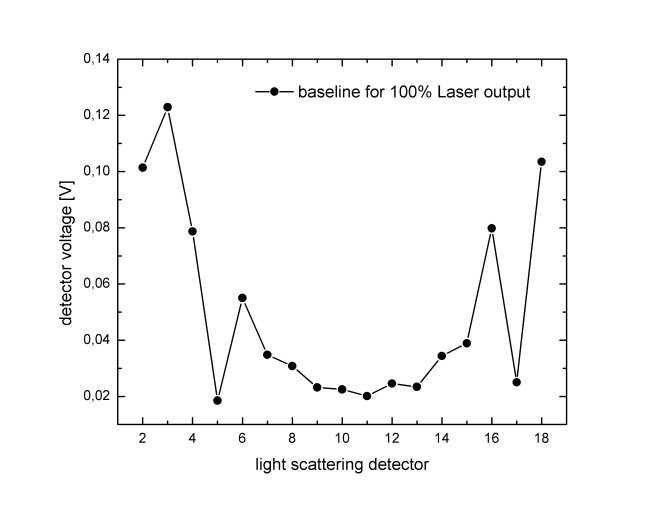 0,14
0,12
0,10
0,08
0,06
0,04
0,02
detector voltage [V]
baseline for 100% Laser output
2 4 6 8 10 12 14 16 18
light scattering detector